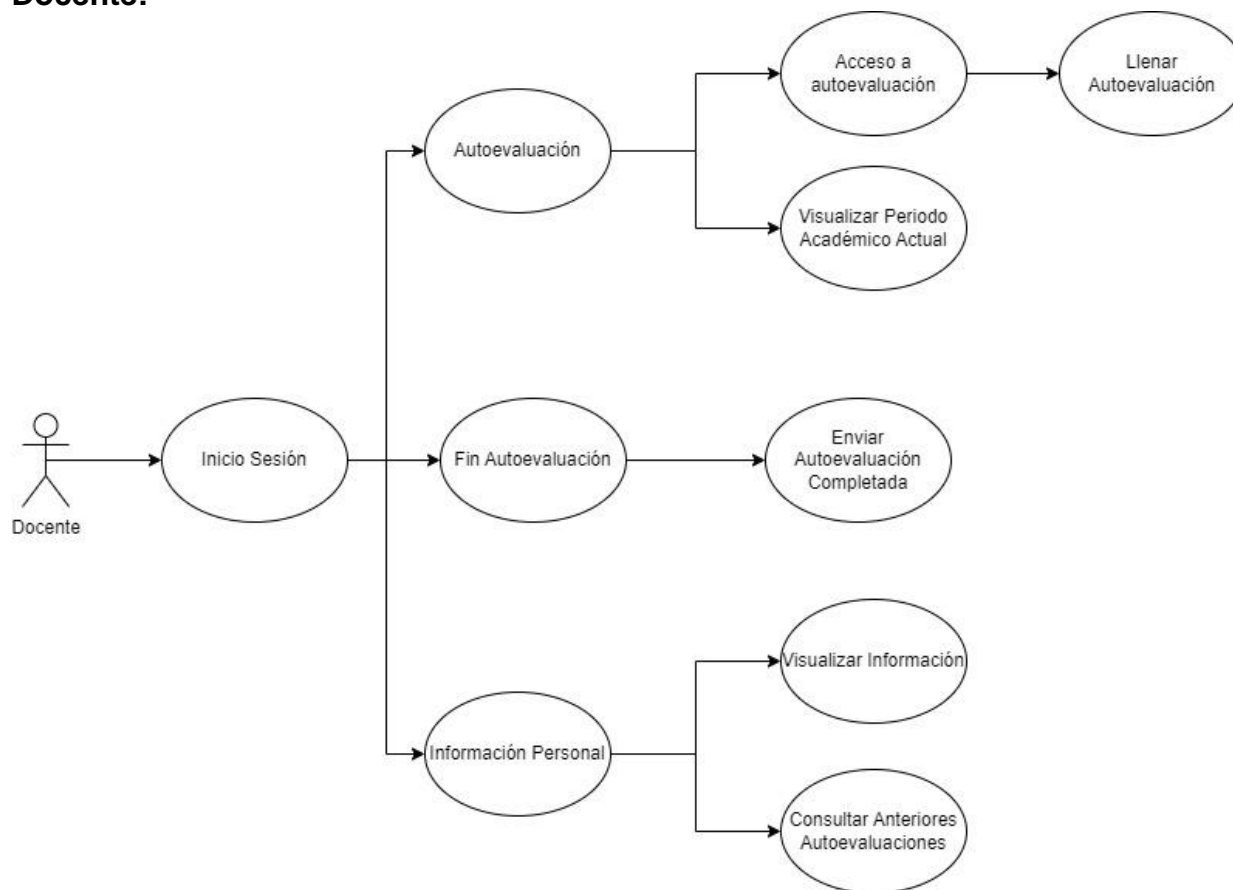 Docente:
Acceso a
autoevaluación
Llenar
Autoevaluación
Autoevaluación
Visualizar Periodo
Académico Actual
Docente
Inicio Sesión
Fin Autoevaluación
Enviar
Autoevaluación
Completada
Visualizar Información
Información Personal
Consultar Anteriores
Autoevaluaciones